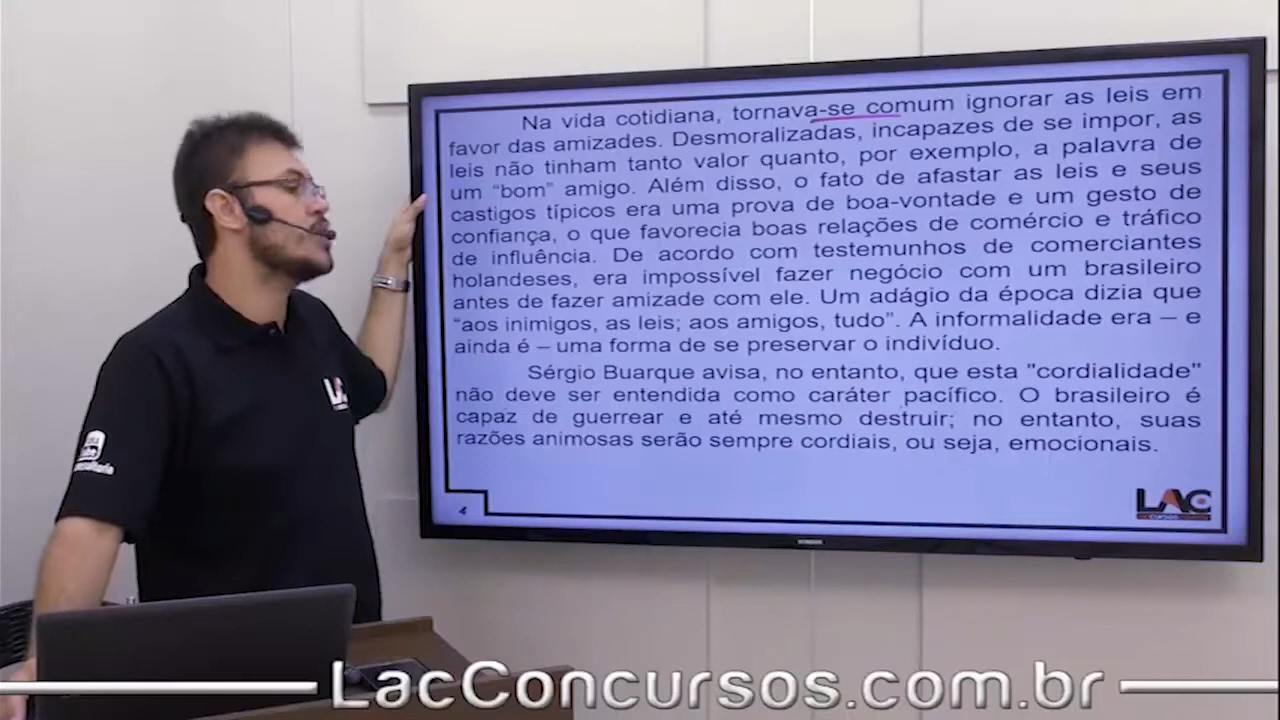 Na vida cotidiana, tornava-se comum ignorar as leis em
favor das amizades. Desmoralizadas, incapazes de se impor, as
leis não tinham tanto valor quanto, por exemplo, a palavra de
um “bom” amigo. Além disso, o fato de afastar as leis e seus
castigos típicos era uma prova de boa-vontade e um gesto de
confiança, o que favorecia boas relações de comércio e tráfico
de influência. De acordo com testemunhos de comerciantes
holandeses, era impossível fazer negócio com um brasileiro
antes de fazer amizade com ele. Um adágio da época dizia que
“aos inimigos, as leis; aos amigos, tudo”. A informalidade era – e
ainda é – uma forma de se preservar o indivíduo.
Sérgio Buarque avisa, no entanto, que esta "cordialidade"
não deve ser entendida como caráter pacífico. O brasileiro é
capaz de guerrear e até mesmo destruir; no entanto, suas
razões animosas serão sempre cordiais, ou seja, emocionais.
4
LAC
LAC
LacConcursos.com.br